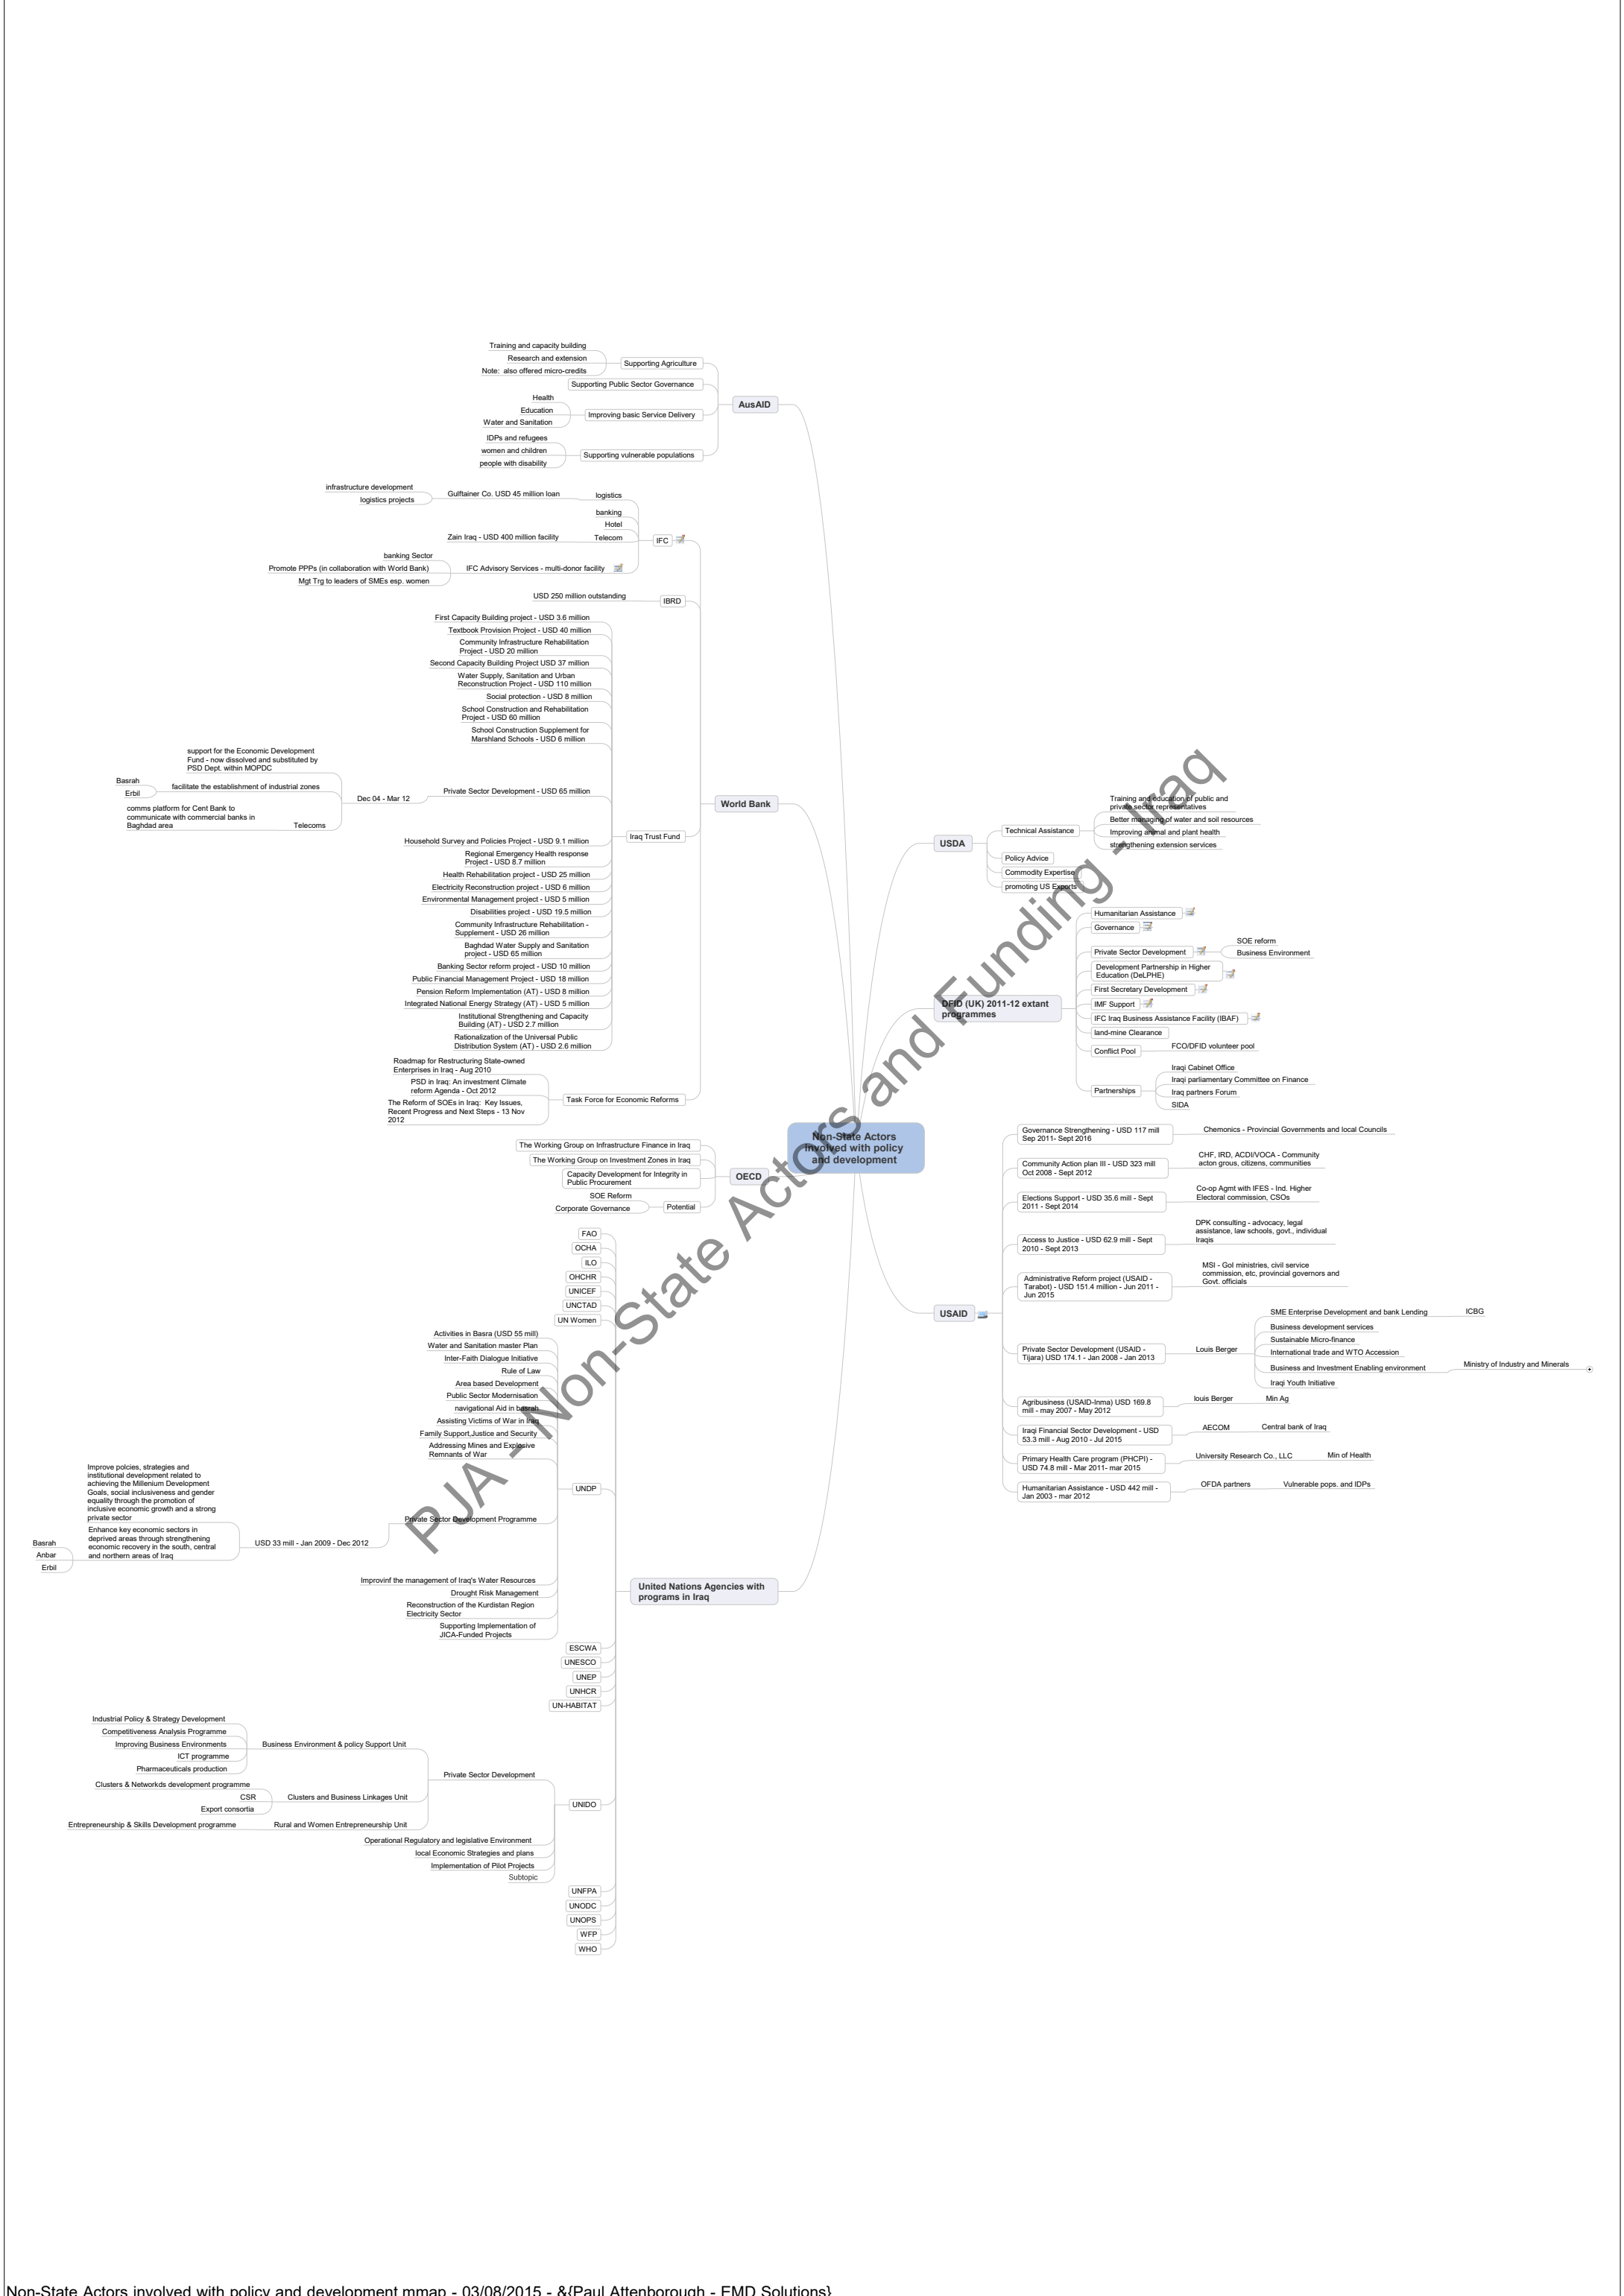 Training and capacity building
Research and extension
Note: also offered micro-credits
Supporting Agriculture
Supporting Public Sector Governance
Health
Education
Water and Sanitation
Improving basic Service Delivery
IDPs and refugees
women and children
people with disability
Supporting vulnerable populations
AusAID
infrastructure development
logistics projects
Gulftainer Co. USD 45 million loan
logistics
banking
Hotel
Zain Iraq - USD 400 million facility
Telecom
IFC
banking Sector
Promote PPPs (in collaboration with World Bank)
Mgt Trg to leaders of SMEs esp. women
IFC Advisory Services - multi-donor facility
USD 250 million outstanding
IBRD
First Capacity Building project - USD 3.6 million
Textbook Provision Project - USD 40 million
Community Infrastructure Rehabilitation
Project - USD 20 million
Second Capacity Building Project USD 37 million
Water Supply, Sanitation and Urban
Reconstruction Project - USD 110 million
Social protection - USD 8 million
School Construction and Rehabilitation
Project - USD 60 million
School Construction Supplement for
Marshland Schools - USD 6 million
support for the Economic Development
Fund - now dissolved and substituted by
PSD Dept. within MOPDC
Basrah
Erbil
facilitate the establishment of industrial zones
comms platform for Cent Bank to
communicate with commercial banks in
Baghdad area
Telecoms
Dec 04 - Mar 12
Private Sector Development - USD 65 million
World Bank
Iraq Trust Fund
Household Survey and Policies Project - USD 9.1 million
Regional Emergency Health response
Project - USD 8.7 million
Health Rehabilitation project - USD 25 million
Electricity Reconstruction project - USD 6 million
Environmental Management project - USD 5 million
Disabilities project - USD 19.5 million
Community Infrastructure Rehabilitation -
Supplement - USD 26 million
Baghdad Water Supply and Sanitation
project - USD 65 million
Banking Sector reform project - USD 10 million
Public Financial Management Project - USD 18 million
Pension Reform Implementation (AT) - USD 8 million
Integrated National Energy Strategy (AT) - USD 5 million
Institutional Strengthening and Capacity
Building (AT) - USD 2.7 million
Rationalization of the Universal Public
Distribution System (AT) - USD 2.6 million
Roadmap for Restructuring State-owned
Enterprises in Iraq - Aug 2010
PSD in Iraq: An investment Climate
reform Agenda - Oct 2012
The Reform of SOEs in Iraq: Key Issues,
Recent Progress and Next Steps - 13 Nov
2012
Task Force for Economic Reforms
The Working Group on Infrastructure Finance in Iraq
The Working Group on Investment Zones in Iraq
Capacity Development for Integrity in
Public Procurement
SOE Reform
Corporate Governance
Potential
OECD
Non-State Actors
involved with policy
and development
FAO
OCHA
ILO
OHCHR
UNICEF
UNCTAD
UN Women
Activities in Basra (USD 55 mill)
Water and Sanitation master Plan
Inter-Faith Dialogue Initiative
Rule of Law
Area based Development
Public Sector Modernisation
navigational Aid in basrah
Assisting Victims of War in Iraq
Family Support,Justice and Security
Addressing Mines and Explosive
Remnants of War
UNDP
Improve polcies, strategies and
institutional development related to
achieving the Millenium Development
Goals, social inclusiveness and gender
equality through the promotion of
inclusive economic growth and a strong
private sector
Enhance key economic sectors in
deprived areas through strengthening
economic recovery in the south, central
and northern areas of Iraq
Basrah
Anbar
Erbil
USD 33 mill - Jan 2009 - Dec 2012
Private Sector Development Programme
Improvinf the management of Iraq's Water Resources
Drought Risk Management
Reconstruction of the Kurdistan Region
Electricity Sector
Supporting Implementation of
JICA-Funded Projects
United Nations Agencies with
programs in Iraq
ESCWA
UNESCO
UNEP
UNHCR
UN-HABITAT
Industrial Policy & Strategy Development
Competitiveness Analysis Programme
Improving Business Environments
ICT programme
Pharmaceuticals production
Business Environment & policy Support Unit
Clusters & Networkds development programme
CSR
Export consortia
Clusters and Business Linkages Unit
Entrepreneurship & Skills Development programme
Rural and Women Entrepreneurship Unit
Private Sector Development
UNIDO
Operational Regulatory and legislative Environment
local Economic Strategies and plans
Implementation of Pilot Projects
Subtopic
UNFPA
UNODC
UNOPS
WFP
WHO
USDA
Technical Assistance
Training and education of public and
private sector representatives
Better managing of water and soil resources
Improving animal and plant health
strengthening extension services
Policy Advice
Commodity Expertise
promoting US Exports
DFID (UK) 2011-12 extant
programmes
Humanitarian Assistance
Governance
Private Sector Development
SOE reform
Business Environment
Development Partnership in Higher
Education (DeLPHE)
First Secretary Development
IMF Support
IFC Iraq Business Assistance Facility (IBAF)
land-mine Clearance
Conflict Pool
FCO/DFID volunteer pool
Partnerships
Iraqi Cabinet Office
Iraqi parliamentary Committee on Finance
Iraq partners Forum
SIDA
USAID
Governance Strengthening - USD 117 mill
Sep 2011- Sept 2016
Chemonics - Provincial Governments and local Councils
Community Action plan III - USD 323 mill
Oct 2008 - Sept 2012
CHF, IRD, ACDI/VOCA - Community
acton grous, citizens, communities
Elections Support - USD 35.6 mill - Sept
2011 - Sept 2014
Co-op Agmt with IFES - Ind. Higher
Electoral commission, CSOs
Access to Justice - USD 62.9 mill - Sept
2010 - Sept 2013
DPK consulting - advocacy, legal
assistance, law schools, govt., individual
Iraqis
Administrative Reform project (USAID -
Tarabot) - USD 151.4 million - Jun 2011 -
Jun 2015
MSI - GoI ministries, civil service
commission, etc, provincial governors and
Govt. officials
Private Sector Development (USAID -
Tijara) USD 174.1 - Jan 2008 - Jan 2013
Louis Berger
SME Enterprise Development and bank Lending
ICBG
Business development services
Sustainable Micro-finance
International trade and WTO Accession
Business and Investment Enabling environment
Ministry of Industry and Minerals
Iraqi Youth Initiative
Agribusiness (USAID-Inma) USD 169.8
mill - may 2007 - May 2012
louis Berger
Min Ag
Iraqi Financial Sector Development - USD
53.3 mill - Aug 2010 - Jul 2015
AECOM
Central bank of Iraq
Primary Health Care program (PHCPI) -
USD 74.8 mill - Mar 2011- mar 2015
University Research Co., LLC
Min of Health
Humanitarian Assistance - USD 442 mill -
Jan 2003 - mar 2012
OFDA partners
Vulnerable pops. and IDPs
PJA - Non-State Actors and Funding - Iraq
Non-State Actors involved with policy and development.mmap - 03/08/2015 - &{Paul Attenborough - EMD Solutions}